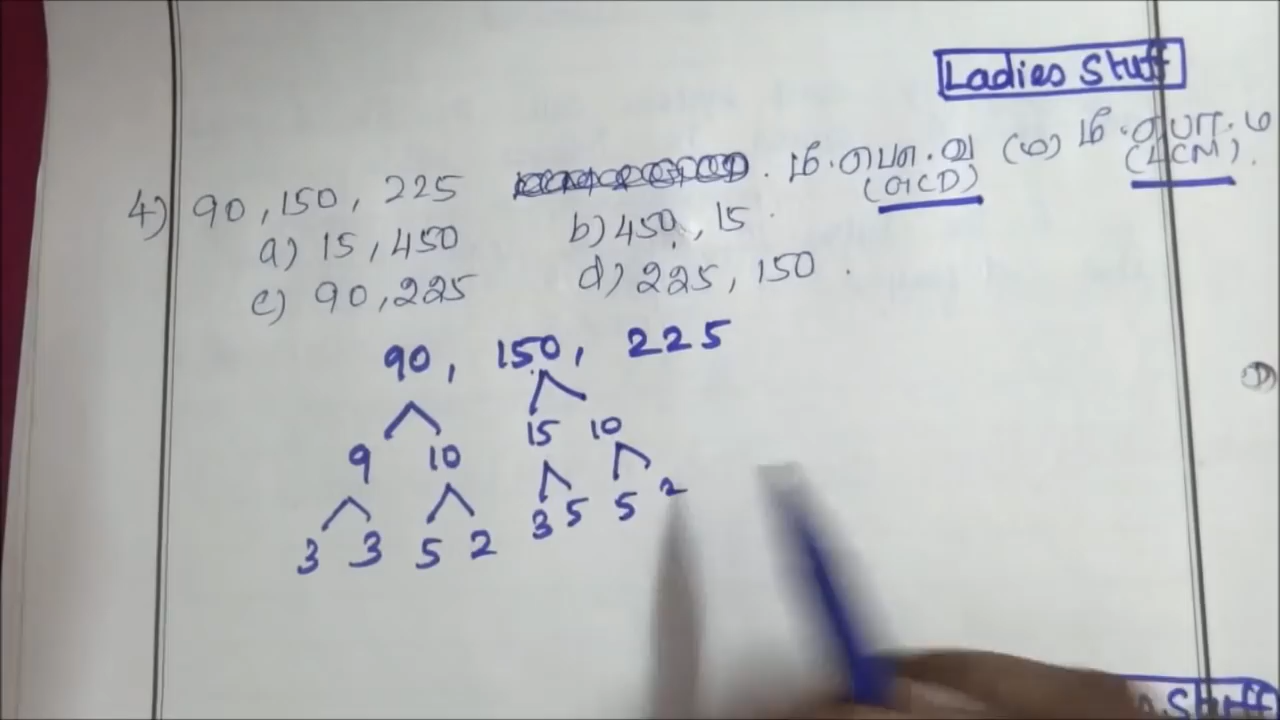 Ladies Stuff
4) 90, 150, 225 . மீ.பொ.வ (ம) மீ.பொ.ம
(GCD) (LCM).
a) 15, 450 b) 450, 15.
c) 90, 225 d) 225, 150.
90, 150, 225
15 10
9 10
3 5 5 2
3 3 5 2
Stuff